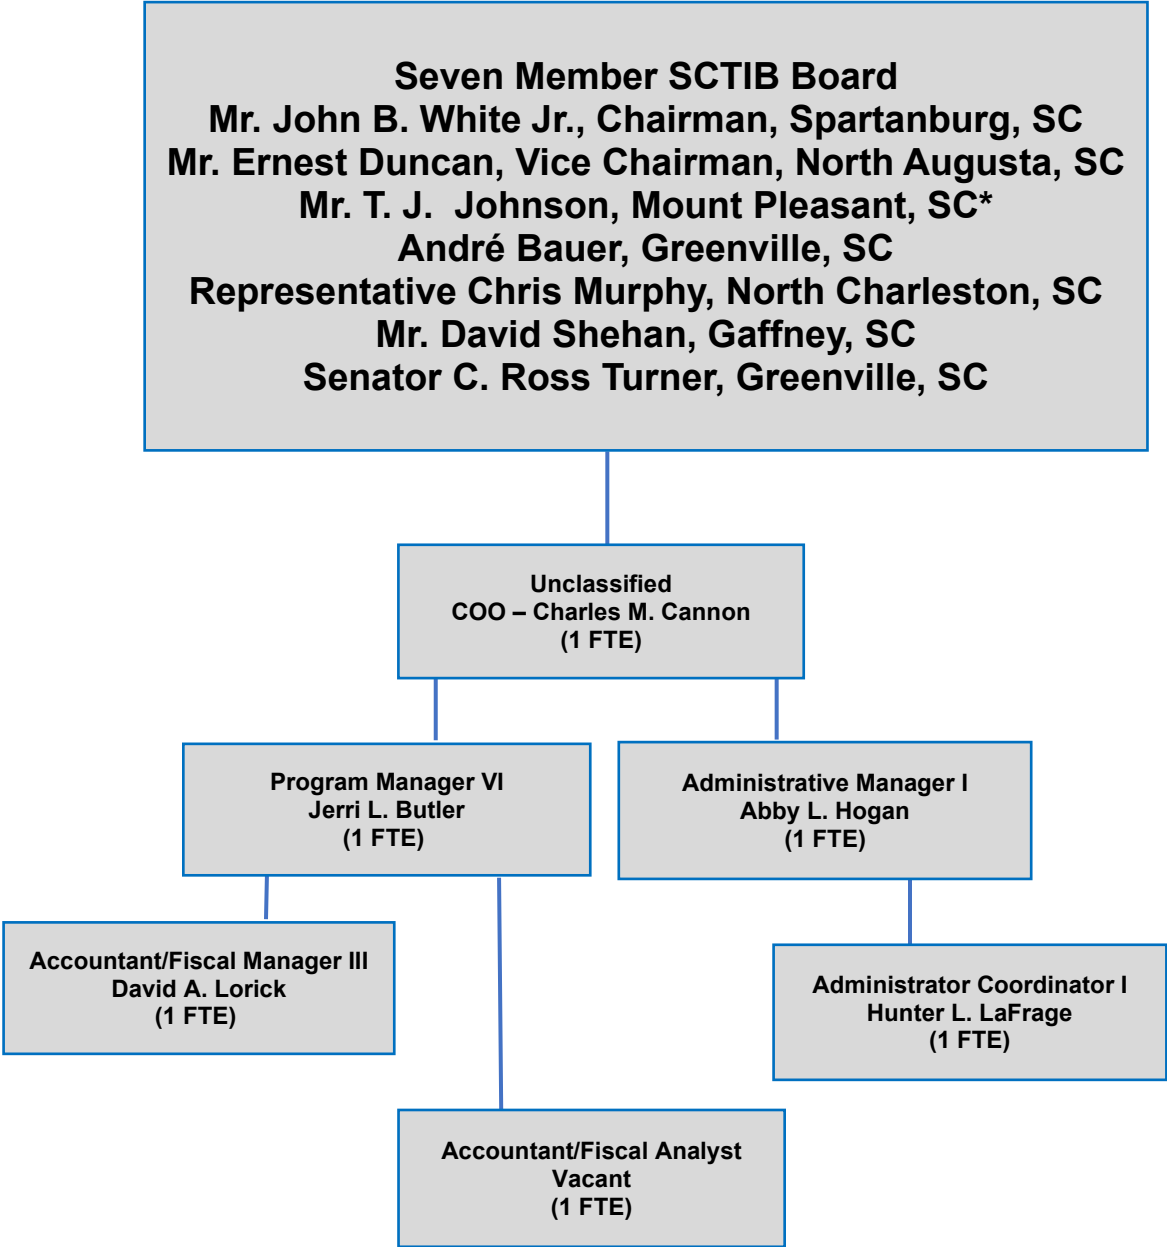 Seven Member SCTIB Board
Mr. John B. White Jr., Chairman, Spartanburg, SC
Mr. Ernest Duncan, Vice Chairman, North Augusta, SC
Mr. T. J.  Johnson, Mount Pleasant, SC*
André Bauer, Greenville, SC
Representative Chris Murphy, North Charleston, SC
Mr. David Shehan, Gaffney, SC
Senator C. Ross Turner, Greenville, SC
Unclassified
COO – Charles M. Cannon
(1 FTE)
Program Manager VI
Jerri L. Butler
(1 FTE)
Administrative Manager I
Abby L. Hogan
(1 FTE)
Accountant/Fiscal Manager III
David A. Lorick
(1 FTE)
Administrator Coordinator I
Hunter L. LaFrage
(1 FTE)
Accountant/Fiscal Analyst
Vacant
(1 FTE)